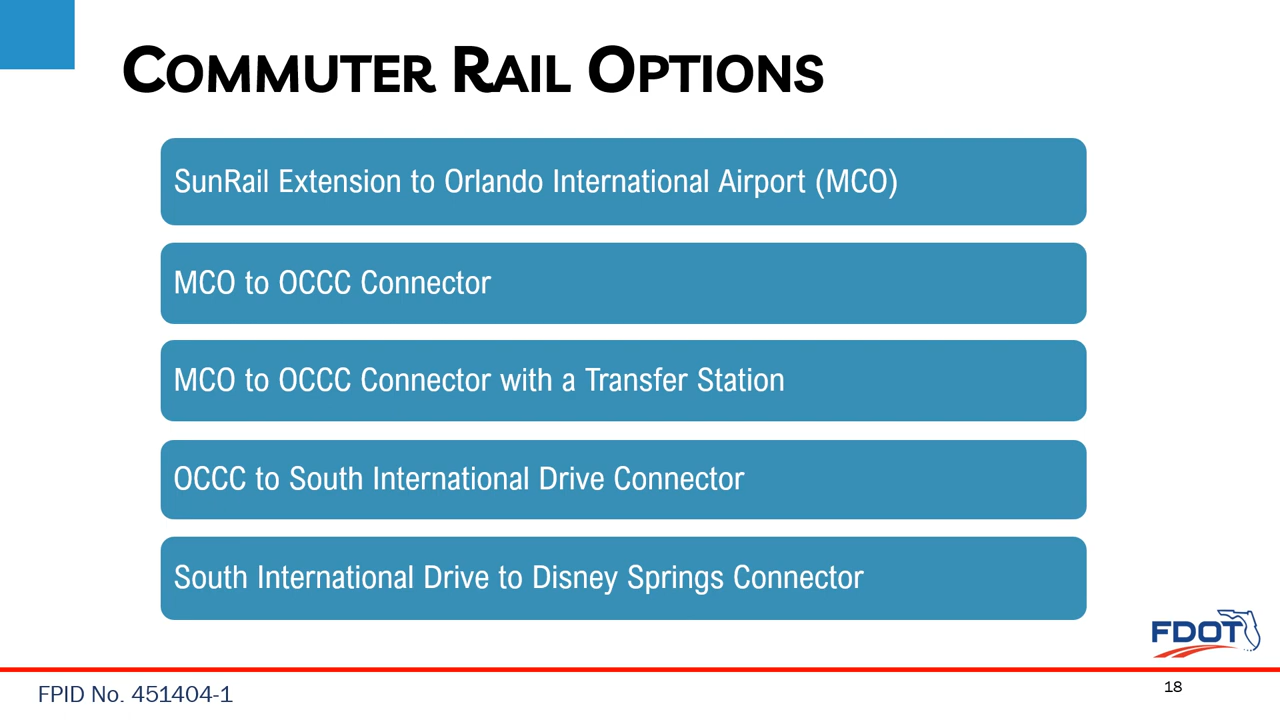 COMMUTER RAIL OPTIONS
SunRail Extension to Orlando International Airport (MCO)
MCO to OCCC Connector
MCO to OCCC Connector with a Transfer Station
OCCC to South International Drive Connector
South International Drive to Disney Springs Connector
FDOT
FPID No. 451404-1
18